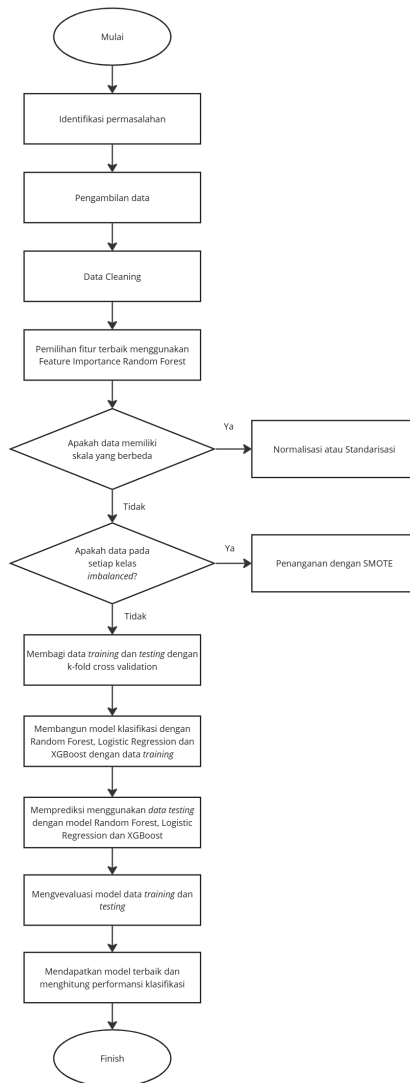 Mulai
Identifikasi permasalahan
Pengambilan data
Data Cleaning
Pemilihan fitur terbaik menggunakan
Feature Importance Random Forest
Apakah data memiliki
skala yang berbeda
Ya
Normalisasi atau Standarisasi
Tidak
Apakah data pada
setiap kelas
imbalanced?
Ya
Penanganan dengan SMOTE
Tidak
Membagi data training dan testing dengan
k-fold cross validation
Membangun model klasifikasi dengan
Random Forest, Logistic Regression dan
XGBoost dengan data training
Memprediksi menggunakan data testing
dengan model Random Forest, Logistic
Regression dan XGBoost
Mengvevaluasi model data training dan
testing
Mendapatkan model terbaik dan
menghitung performansi klasifikasi
Finish